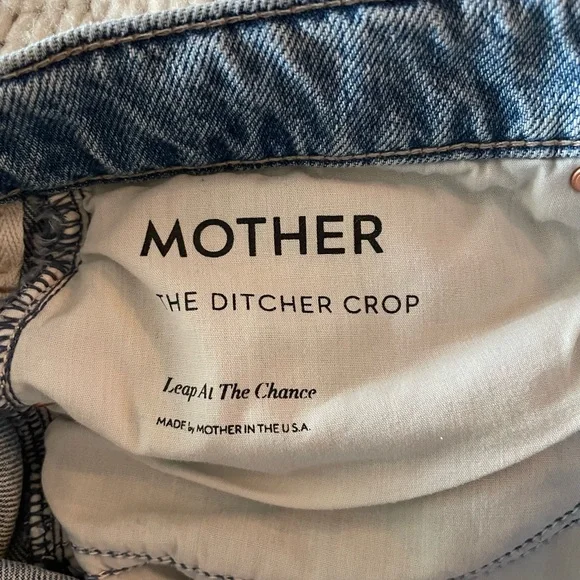 MOTHER
THE DITCHER CROP
Leap At The Chance
MADE by MOTHER IN THE U.S.A.